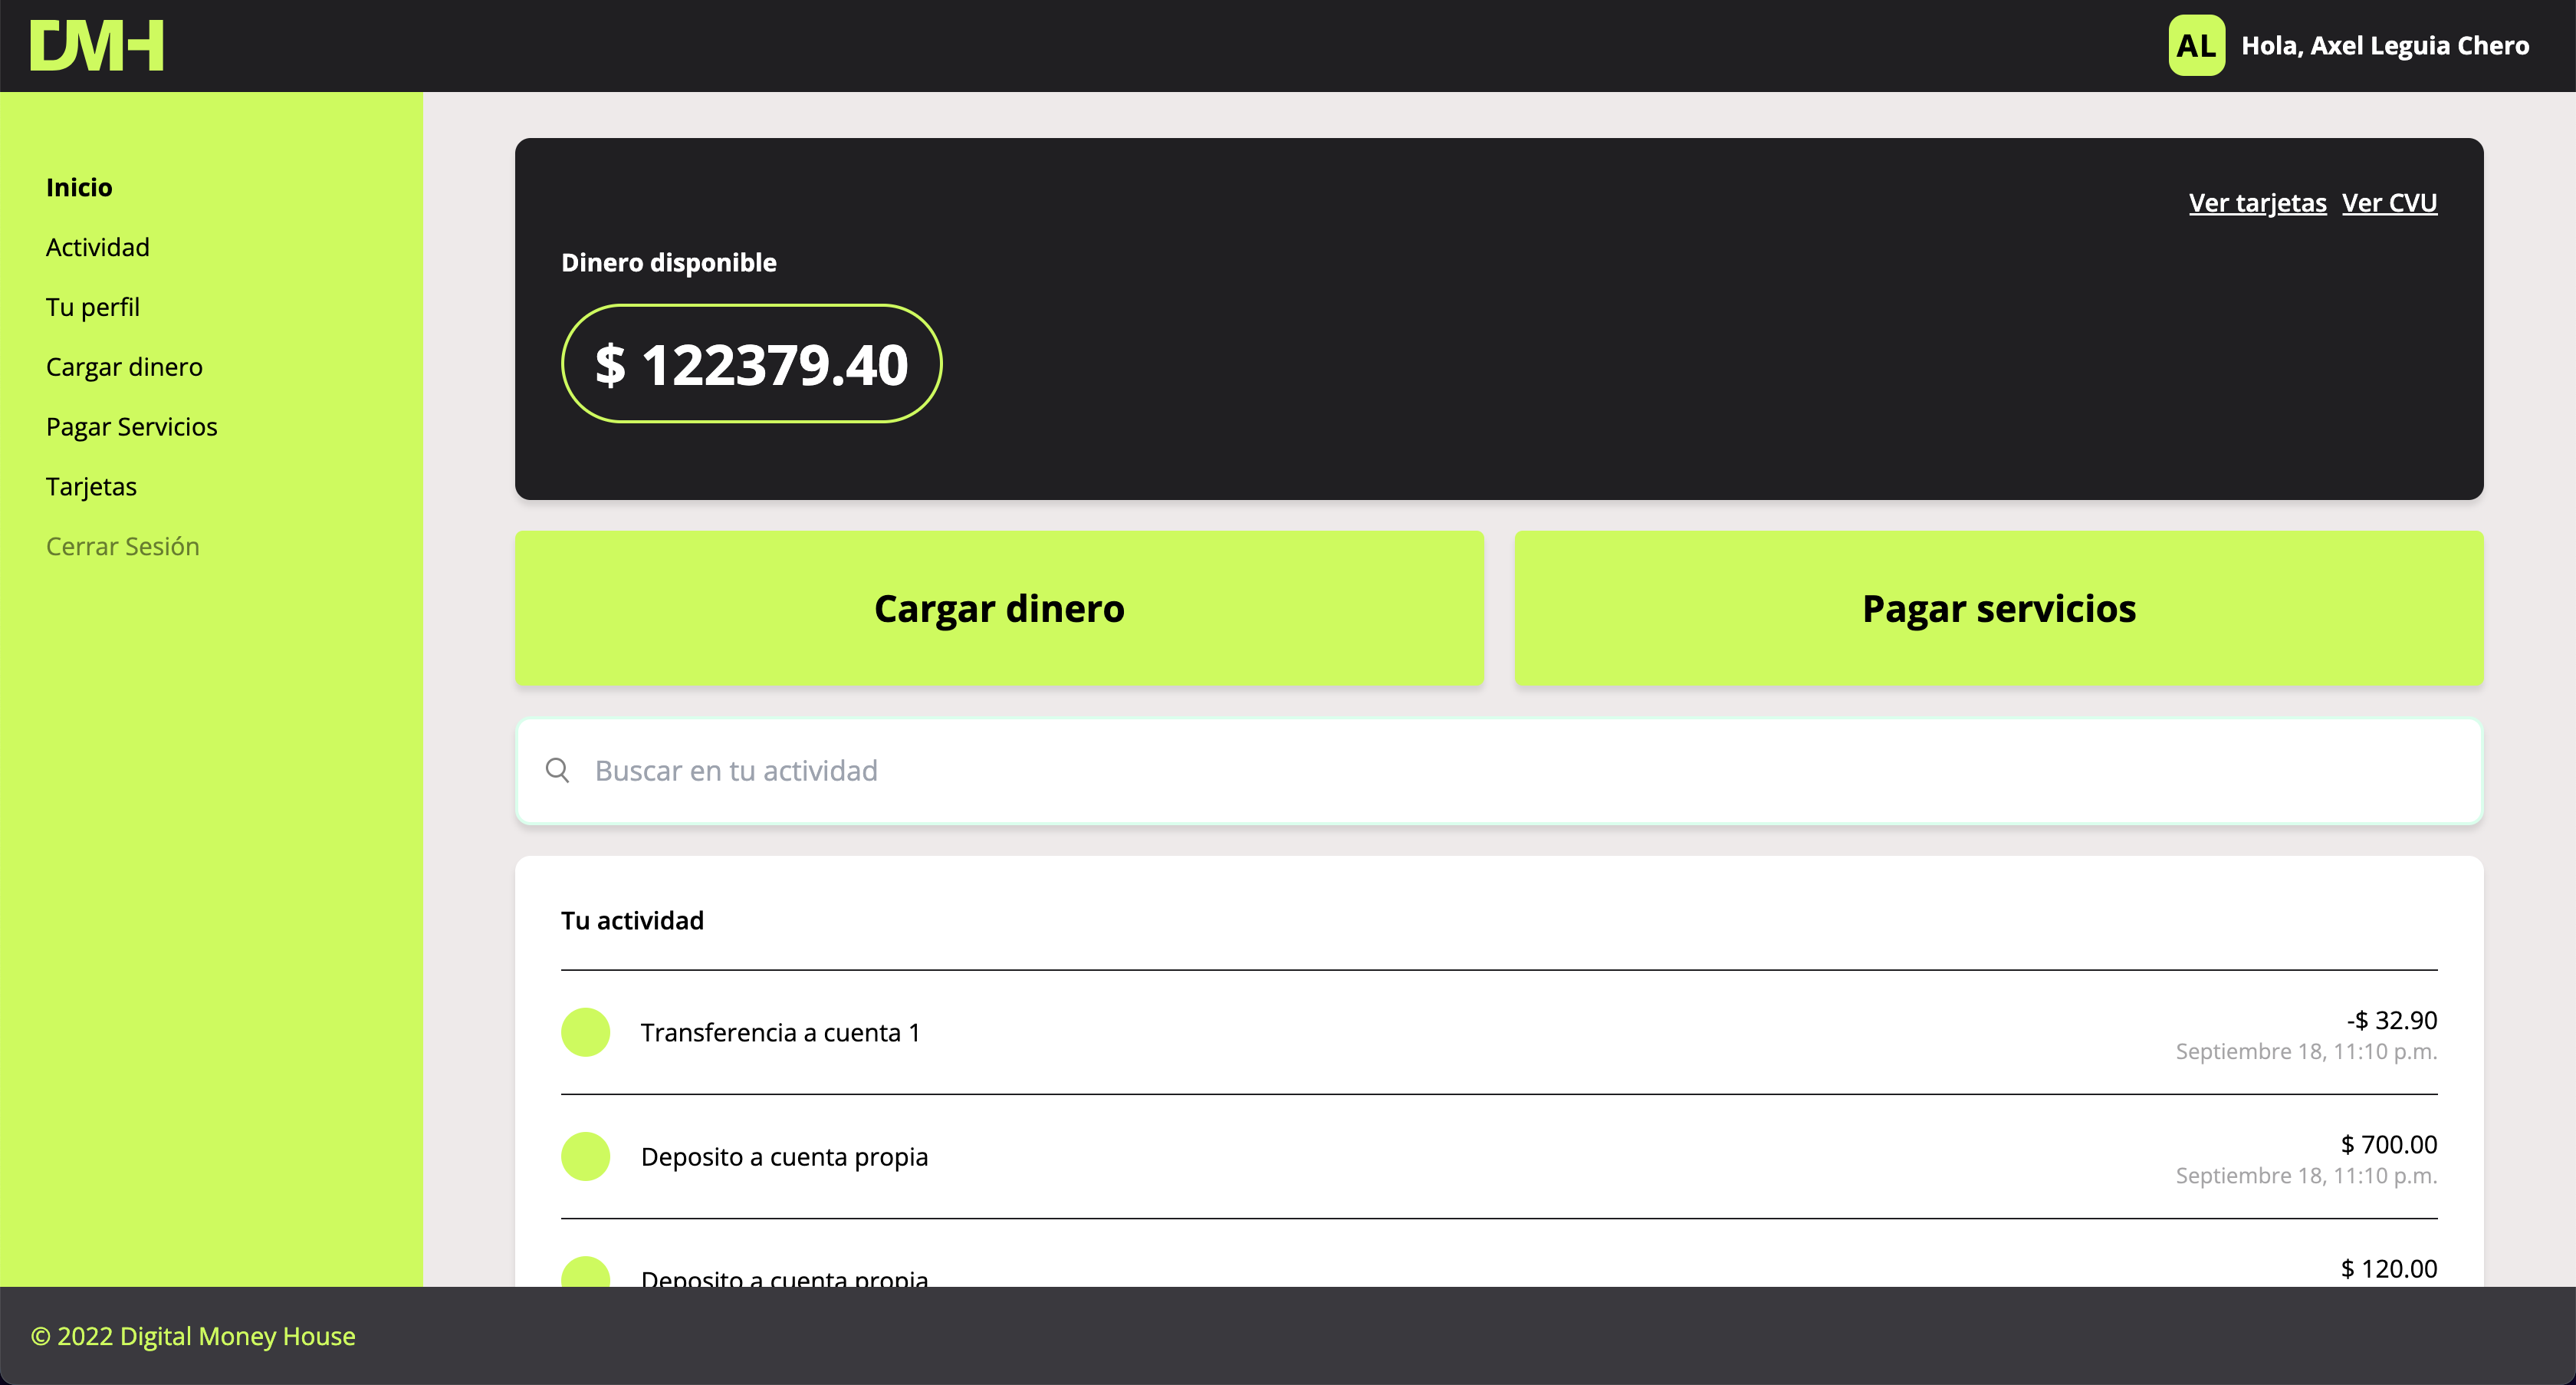 DMH
AL Hola, Axel Leguia Chero
Inicio
Actividad
Tu perfil
Cargar dinero
Pagar Servicios
Tarjetas
Cerrar Sesión
Ver tarjetas Ver CVU
Dinero disponible
$ 122379.40
Cargar dinero
Pagar servicios
Buscar en tu actividad
Tu actividad
Transferencia a cuenta 1
-$ 32.90
Septiembre 18, 11:10 p.m.
Deposito a cuenta propia
$ 700.00
Septiembre 18, 11:10 p.m.
Deposito a cuenta propia
$ 120.00
© 2022 Digital Money House